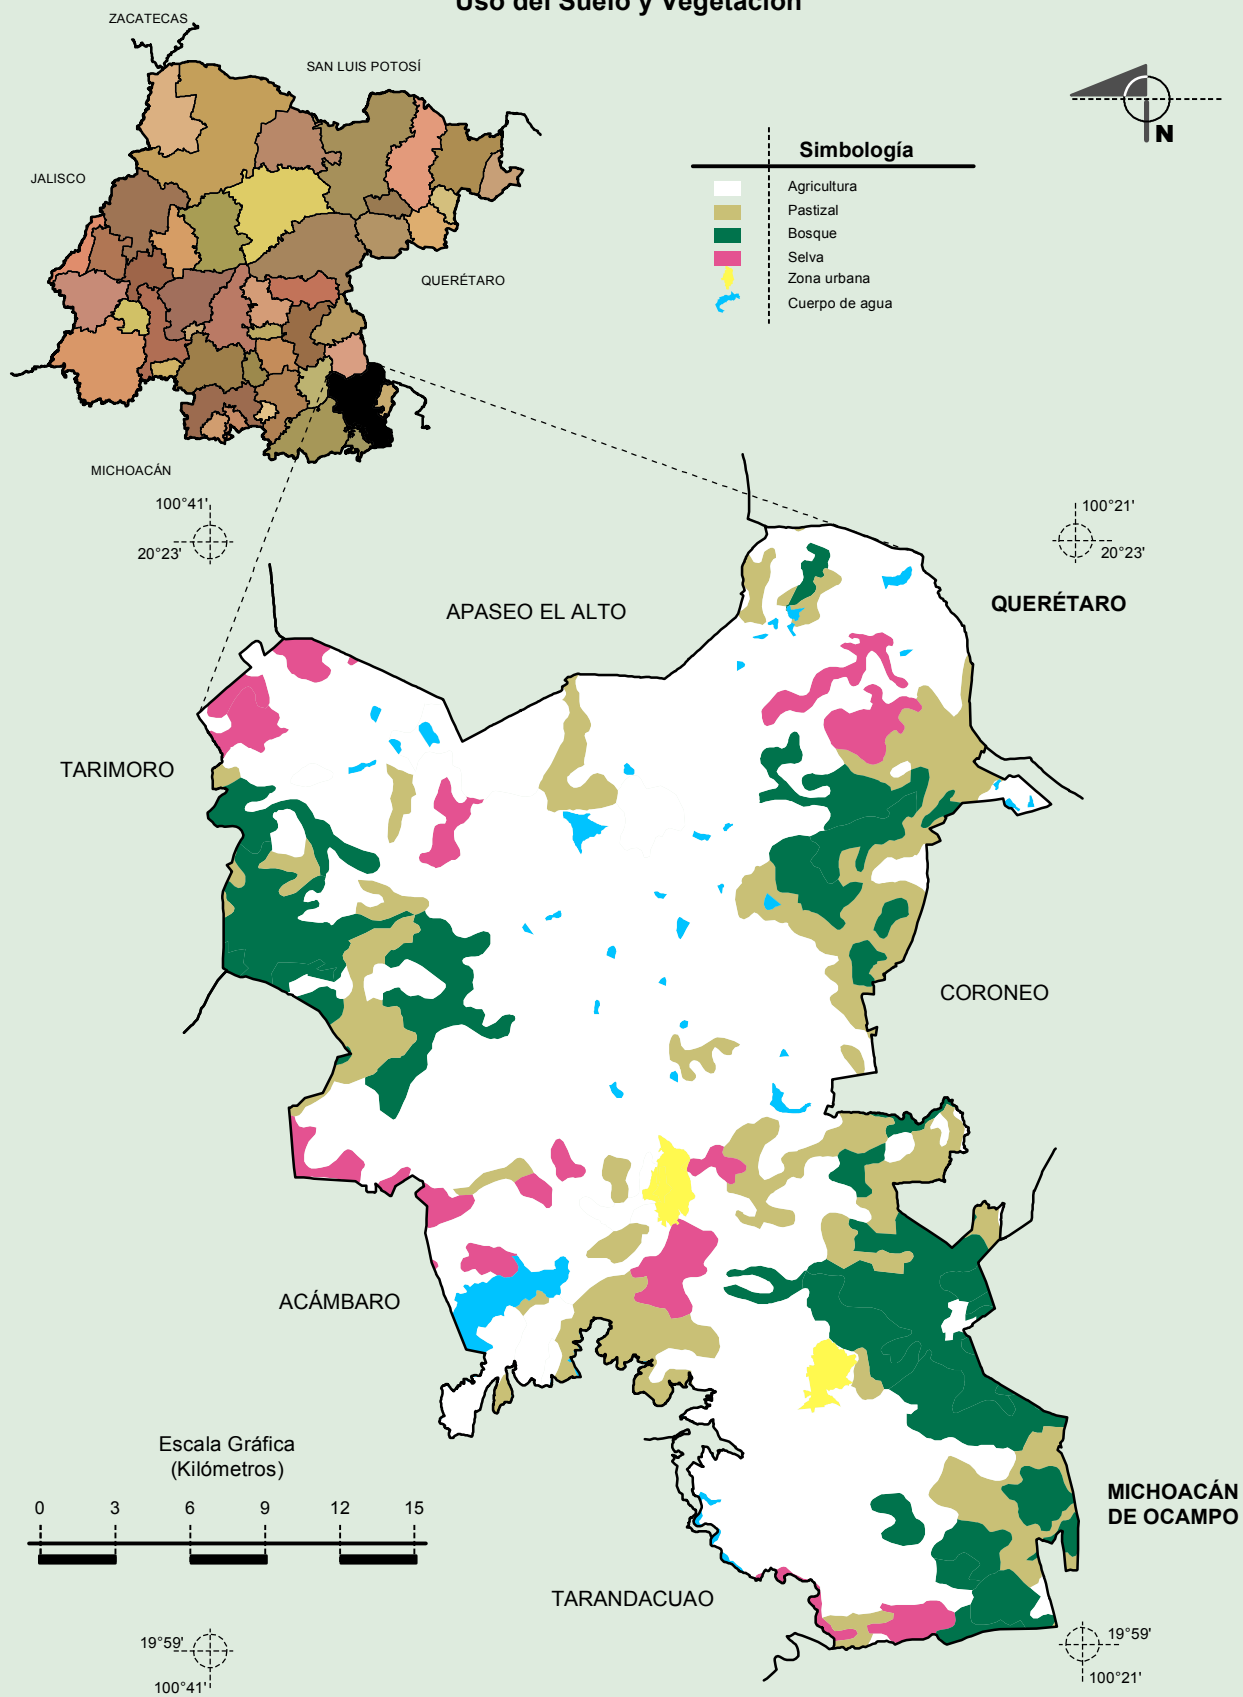 Uso del Suelo y Vegetación
ZACATECAS
SAN LUIS POTOSÍ
JALISCO
QUERÉTARO
MICHOACÁN
N
Simbología
Agricultura
Pastizal
Bosque
Selva
Zona urbana
Cuerpo de agua
100°41'
20°23'
100°21'
20°23'
APASEO EL ALTO
QUERÉTARO
TARIMORO
CORONEO
ACÁMBARO
Escala Gráfica
(Kilómetros)
0 3 6 9 12 15
MICHOACÁN
DE OCAMPO
TARANDACUAO
19°59'
100°41'
19°59'
100°21'